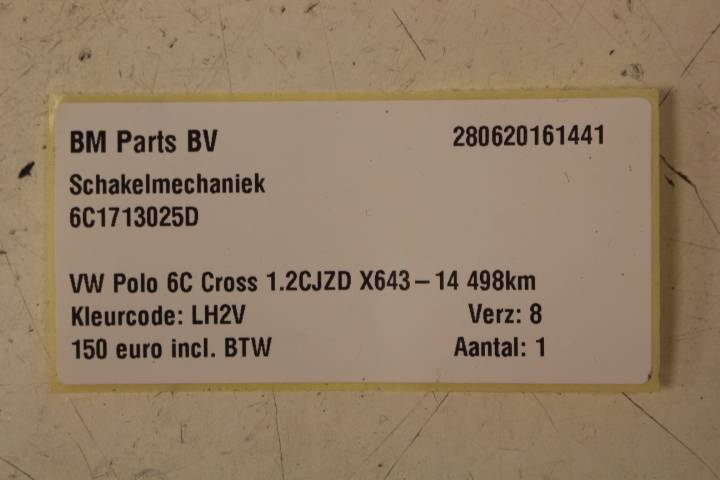 BM Parts BV 280620161441
Schakelmechaniek
6C1713025D
VW Polo 6C Cross 1.2CJZD X643-14 498km
Kleurcode: LH2V Verz: 8
150 euro incl. BTW Aantal: 1